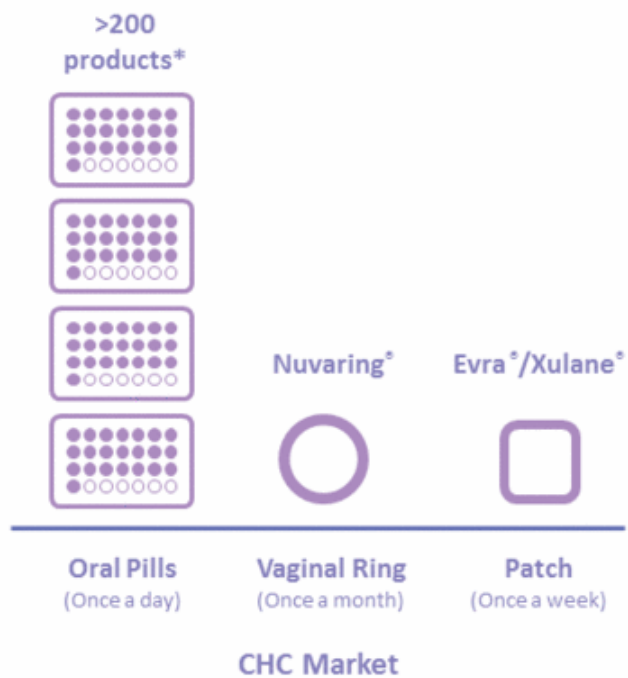 >200
products*
Nuvaring®
Evra®/Xulane®
Oral Pills
(Once a day)
Vaginal Ring
(Once a month)
Patch
(Once a week)
CHC Market